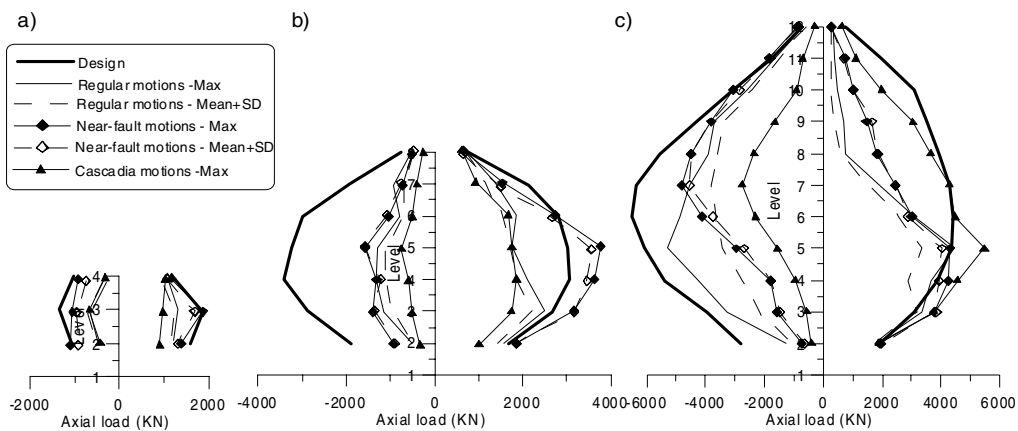 a)
b)
c)
Design
Regular motions -Max
Regular motions - Mean+SD
Near-fault motions - Max
Near-fault motions - Mean+SD
Cascadia motions -Max
4
3
2
1
Level
-2000 0 2000
Axial load (KN)
7
6
5
4
3
2
1
Level
-4000 -2000 0 2000 4000
Axial load (KN)
11
10
9
8
7
6
5
4
3
2
1
Level
-6000 -4000 -2000 0 2000 4000 6000
Axial load (KN)